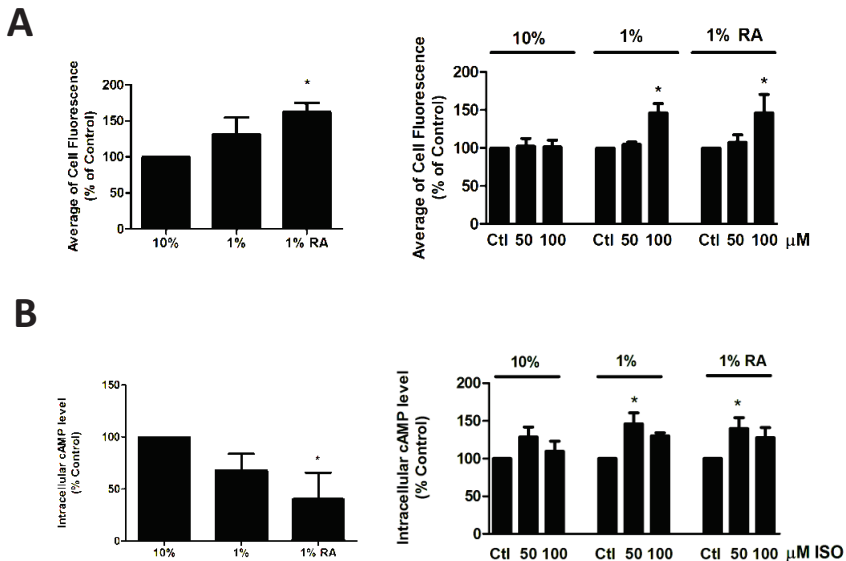 A
Average of Cell Fluorescence
(% of Control)
200
150
100
50
0
*
10% 1% 1% RA
10% 1% 1% RA
Average of Cell Fluorescence
(% of Control)
200
150
100
50
0
* *
Ctl 50 100 Ctl 50 100 Ctl 50 100 μM
B
Intracellular cAMP level
(% Control)
150
100
50
0
*
10% 1% 1% RA
10% 1% 1% RA
Intracellular cAMP level
(% Control)
200
150
100
50
0
* *
Ctl 50 100 Ctl 50 100 Ctl 50 100 μM ISO